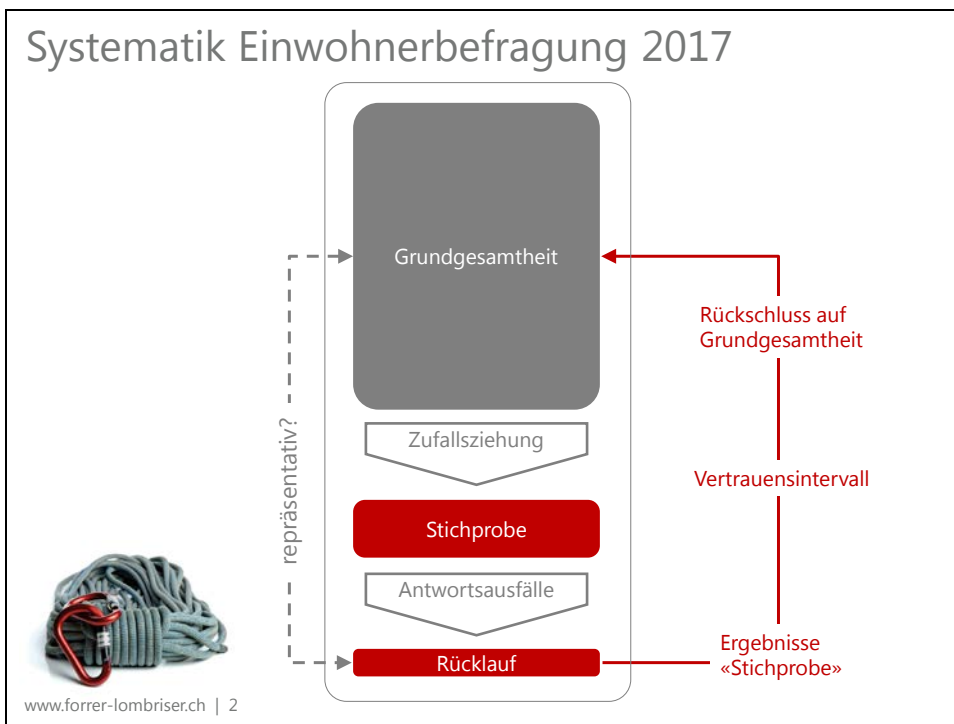 Systematik Einwohnerbefragung 2017
Grundgesamtheit
Rückschluss auf
Grundgesamtheit
repräsentativ?
Zufallsziehung
Vertrauensintervall
Stichprobe
Antwortsausfälle
Rücklauf
Ergebnisse
«Stichprobe»
www.forrer-lombriser.ch | 2